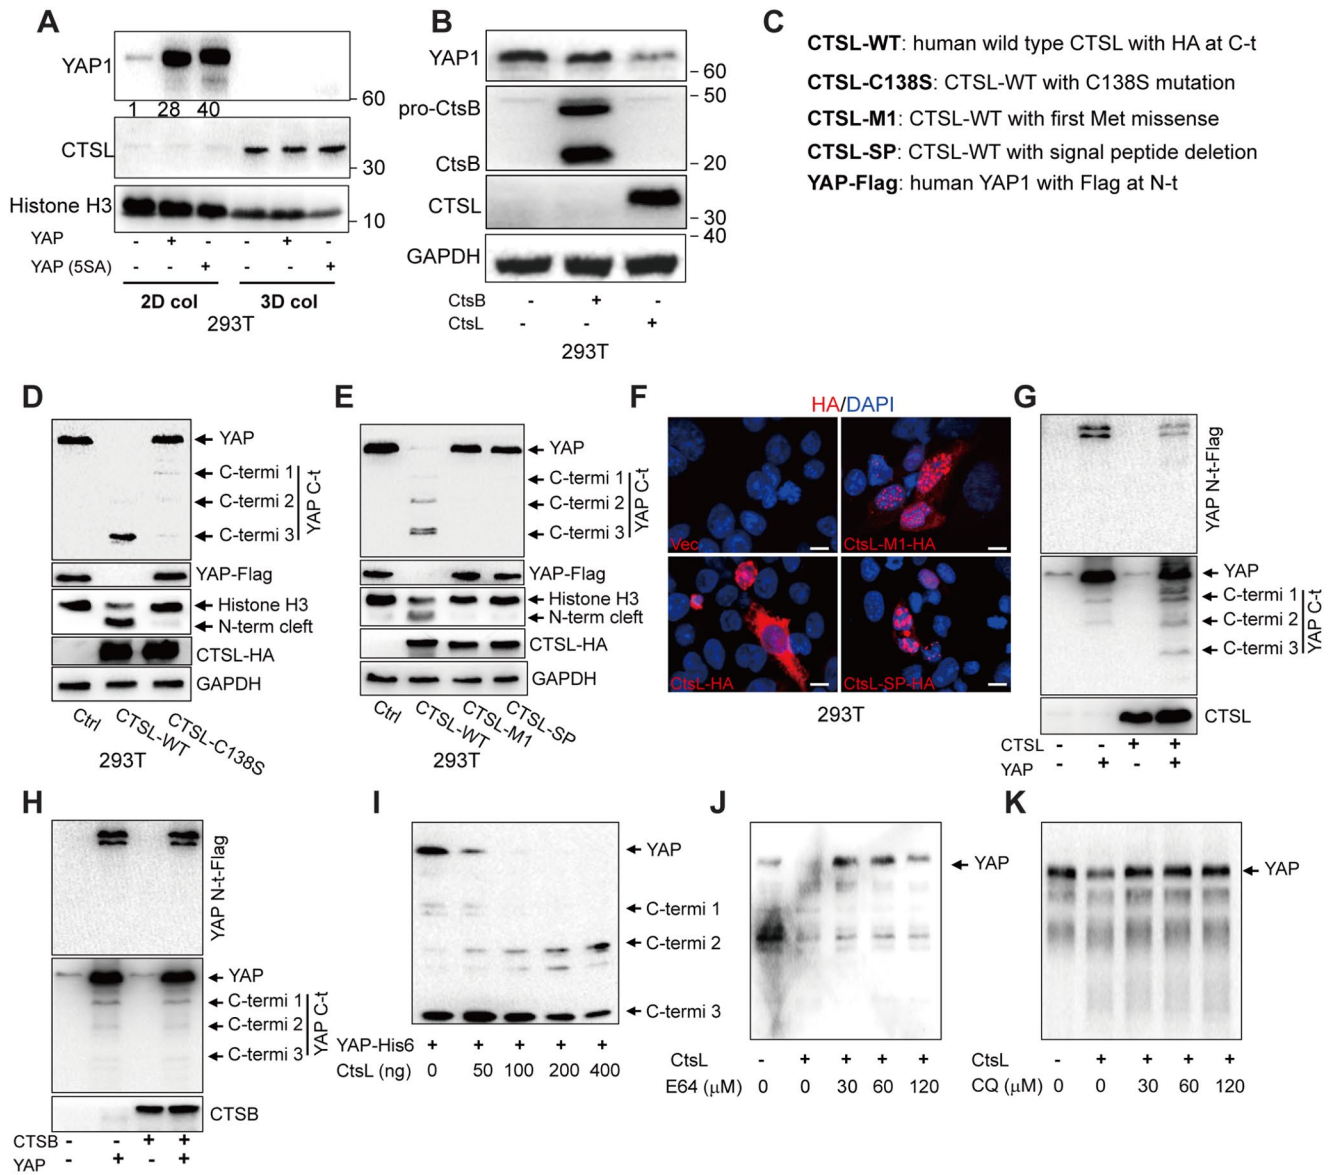 A
YAP1
1 28 40
60
CTSL
30
Histone H3
10
YAP - + - - + -
YAP (5SA) - - + - - +
2D col 3D col
293T
B
YAP1
60
50
pro-CtsB
CtsB
20
CTSL
30
40
GAPDH
CtsB - + -
CtsL - - +
293T
C
CTSL-WT: human wild type CTSL with HA at C-t
CTSL-C138S: CTSL-WT with C138S mutation
CTSL-M1: CTSL-WT with first Met missense
CTSL-SP: CTSL-WT with signal peptide deletion
YAP-Flag: human YAP1 with Flag at N-t
D
YAP
C-termi 1
C-termi 2
C-termi 3
YAP C-t
YAP-Flag
Histone H3
N-term cleft
CTSL-HA
GAPDH
Ctrl
CTSL-WT
CTSL-C138S
293T
E
YAP
C-termi 1
C-termi 2
C-termi 3
YAP C-t
YAP-Flag
Histone H3
N-term cleft
CTSL-HA
GAPDH
Ctrl
CTSL-WT
CTSL-M1
CTSL-SP
293T
F
HA/DAPI
Vec
CtsL-M1-HA
CtsL-HA
CtsL-SP-HA
293T
G
YAP N-t-Flag
YAP
C-termi 1
C-termi 2
C-termi 3
YAP C-t
CTSL
CTSL - - + +
YAP - + - +
H
YAP N-t-Flag
YAP
C-termi 1
C-termi 2
C-termi 3
YAP C-t
CTSB
CTSB - - + +
YAP - + - +
I
YAP
C-termi 1
C-termi 2
C-termi 3
YAP-His6 + + + + +
CtsL (ng) 0 50 100 200 400
J
YAP
CtsL - + + + +
E64 (μM) 0 0 30 60 120
K
YAP
CtsL - + + + +
CQ (μM) 0 0 30 60 120